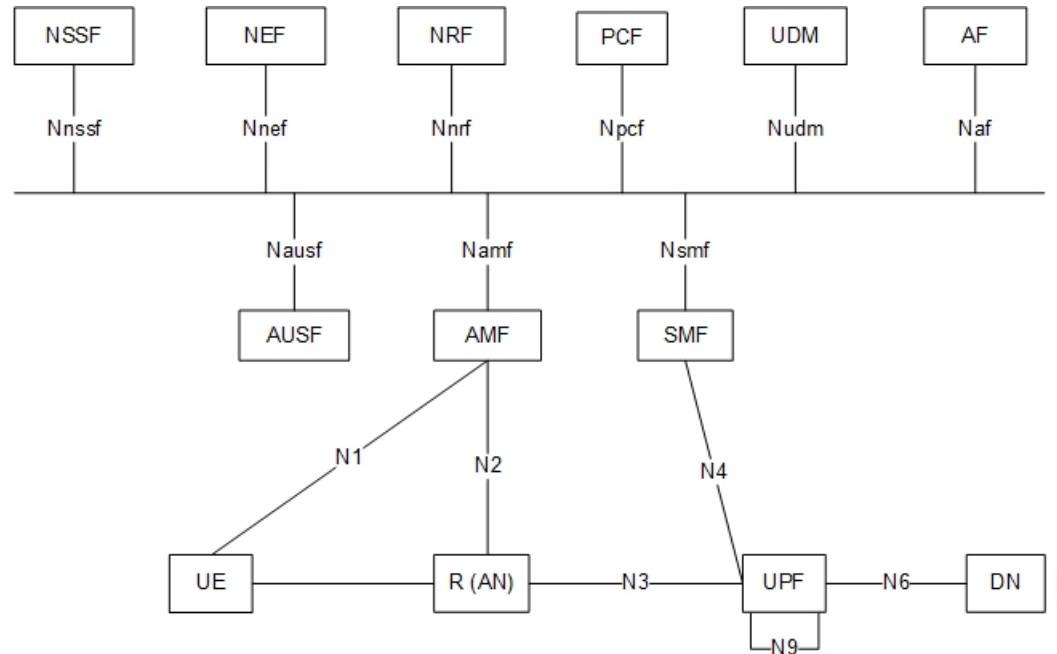 NSSF NEF NRF PCF UDM AF
Nnssf Nnef Nnrf Npcf Nudm Naf
Nausf Namf Nsmf
AUSF AMF SMF
N1 N2 N4
UE R (AN) N3 UPF N6 DN
N9